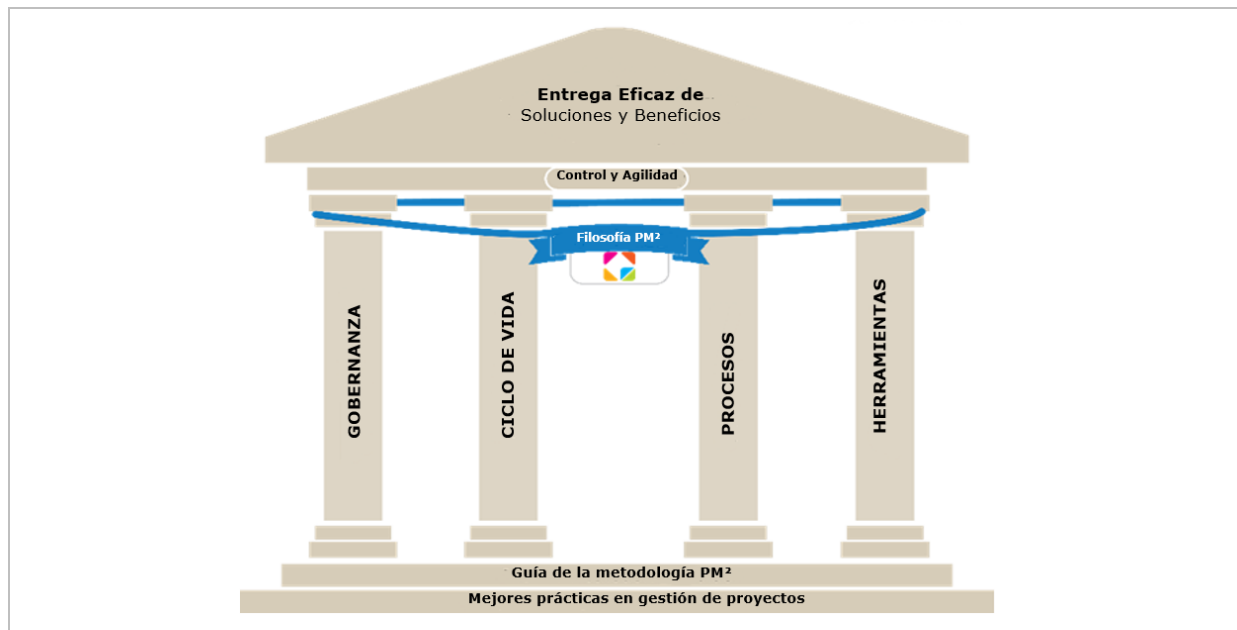 Entrega Eficaz de
Soluciones y Beneficios
Control y Agilidad
Filosofía PM²
GOBERNANZA
CICLO DE VIDA
PROCESOS
HERRAMIENTAS
Guía de la metodología PM²
Mejores prácticas en gestión de proyectos